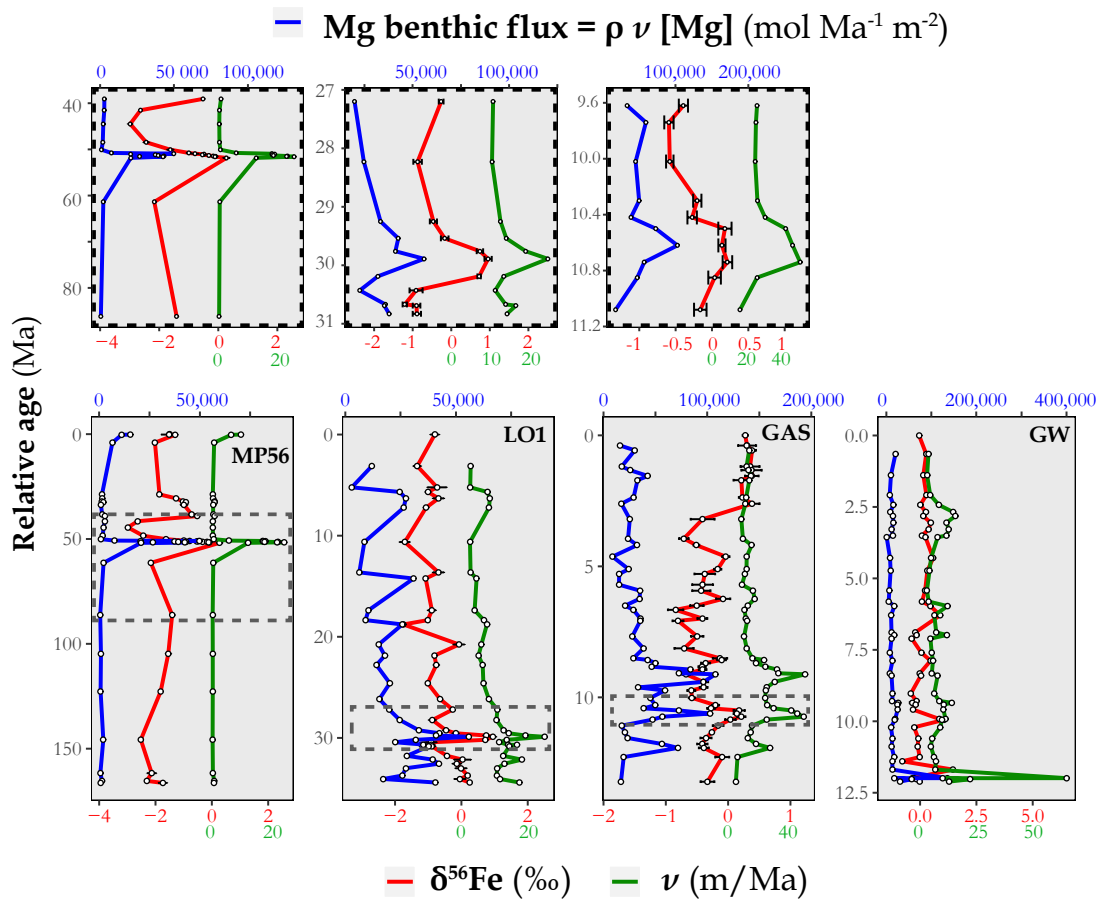 Mg benthic flux = ρ ν [Mg] (mol Ma⁻¹ m⁻²)
0 50 000 100,000
50,000 100,000
100,000 200,000
40
60
80
27
28
29
30
31
9.6
10.0
10.4
10.8
11.2
−4 −2 0
0 20
-2 -1 0 1 2
0 10 20
-1 -0.5 0 0.5 1
0 20 40
Relative age (Ma)
0 50,000
0 50,000
0 100,000 200,000
0 400,000
MP56
LO1
GAS
GW
0
50
100
150
0
10
20
30
0
5
10
0.0
2.5
5.0
7.5
10.0
12.5
−4 −2 0
0 20
−2 0 2
0 20
−2 −1 0 1
0 40
0.0 2.5 5.0
0 25 50
δ⁵⁶Fe (‰) ν (m/Ma)